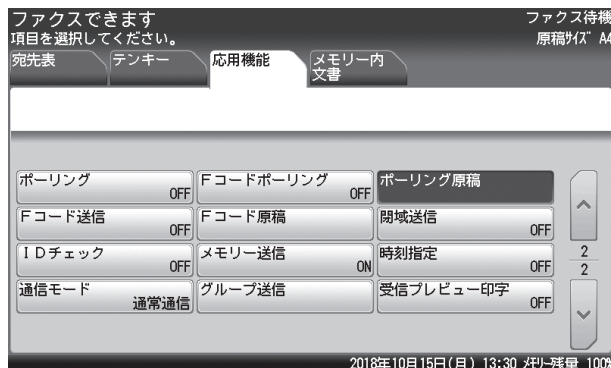 ファクスできます
ファクス待機
項目を選択してください。
原稿ｻｲｽﾞ A4
宛先表
テンキー
応用機能
メモリー内
文書
ポーリング
OFF
Ｆコードポーリング
OFF
ポーリング原稿
Ｆコード送信
OFF
Ｆコード原稿
閉域送信
OFF
ＩＤチェック
OFF
メモリー送信
ON
時刻指定
OFF
2
2
通信モード
通常通信
グループ送信
受信プレビュー印字
OFF
2018年10月15日(月) 13:30 ﾒﾓﾘｰ残量 100%